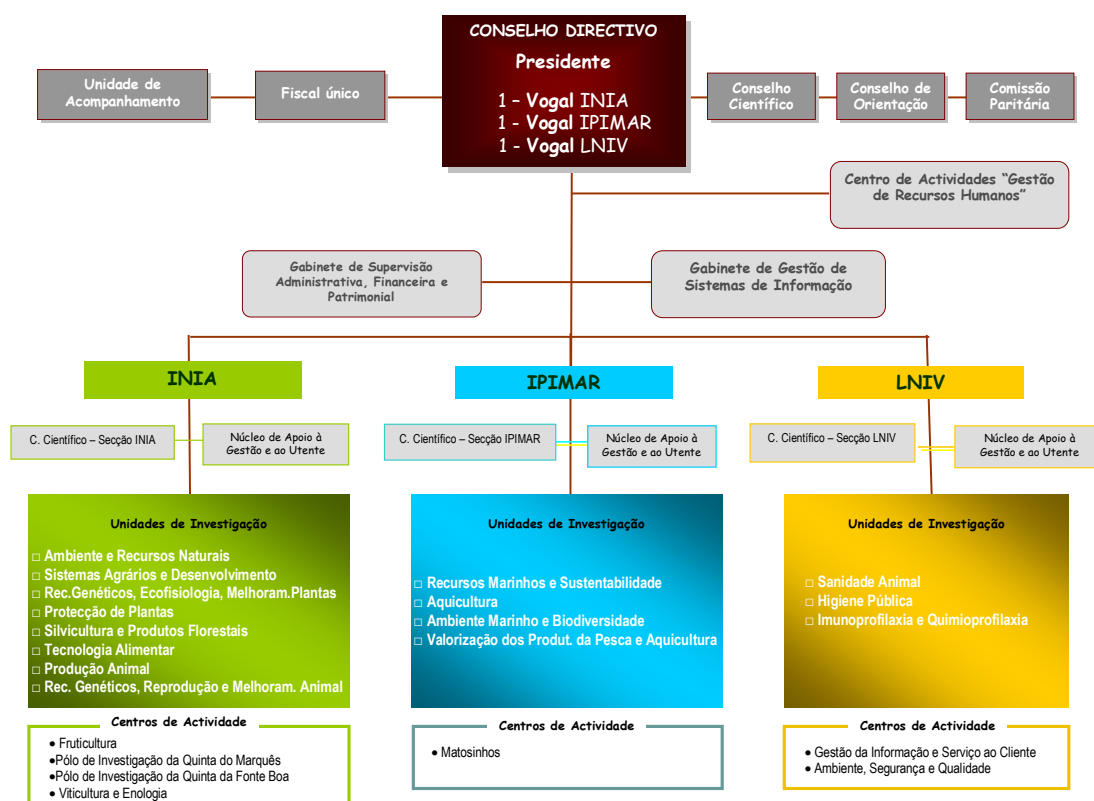 CONSELHO DIRECTIVO
Presidente
1 – Vogal INIA
1 - Vogal IPIMAR
1 - Vogal LNIV
Unidade de
Acompanhamento
Fiscal único
Conselho
Científico
Conselho de
Orientação
Comissão
Paritária
Centro de Actividades “Gestão
de Recursos Humanos”
Gabinete de Supervisão
Administrativa, Financeira e
Patrimonial
Gabinete de Gestão de
Sistemas de Informação
INIA
IPIMAR
LNIV
C. Científico – Secção INIA
Núcleo de Apoio à
Gestão e ao Utente
C. Científico – Secção IPIMAR
Núcleo de Apoio à
Gestão e ao Utente
C. Científico – Secção LNIV
Núcleo de Apoio à
Gestão e ao Utente
Unidades de Investigação
□ Ambiente e Recursos Naturais
□ Sistemas Agrários e Desenvolvimento
□ Rec.Genéticos, Ecofisiologia, Melhoram.Plantas
□ Protecção de Plantas
□ Silvicultura e Produtos Florestais
□ Tecnologia Alimentar
□ Produção Animal
□ Rec. Genéticos, Reprodução e Melhoram. Animal
Unidades de Investigação
□ Recursos Marinhos e Sustentabilidade
□ Aquicultura
□ Ambiente Marinho e Biodiversidade
□ Valorização dos Produt. da Pesca e Aquicultura
Unidades de Investigação
□ Sanidade Animal
□ Higiene Pública
□ Imunoprofilaxia e Quimioprofilaxia
Centros de Actividade
• Fruticultura
•Pólo de Investigação da Quinta do Marquês
•Pólo de Investigação da Quinta da Fonte Boa
• Viticultura e Enologia
Centros de Actividade
• Matosinhos
Centros de Actividade
• Gestão da Informação e Serviço ao Cliente
• Ambiente, Segurança e Qualidade